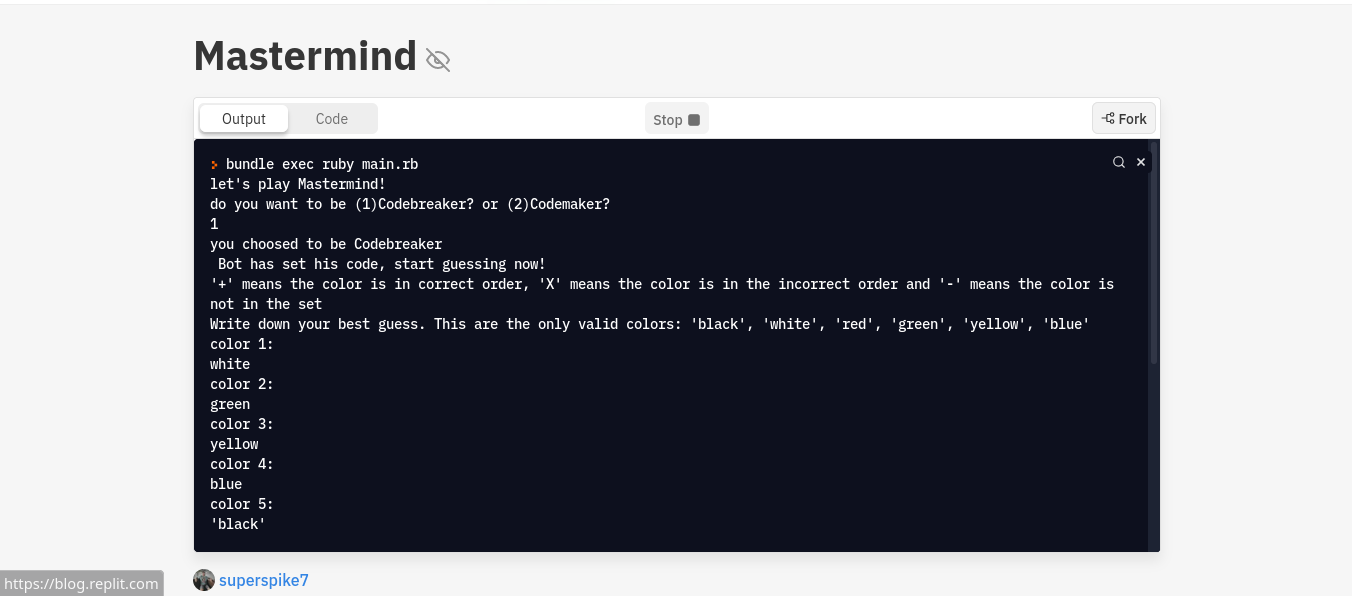 Mastermind
Output
Code
Stop
Fork
bundle exec ruby main.rb
let's play Mastermind!
do you want to be (1)Codebreaker? or (2)Codemaker?
1
you choosed to be Codebreaker
Bot has set his code, start guessing now!
'+' means the color is in correct order, 'X' means the color is in the incorrect order and '-' means the color is
not in the set
Write down your best guess. This are the only valid colors: 'black', 'white', 'red', 'green', 'yellow', 'blue'
color 1:
white
color 2:
green
color 3:
yellow
color 4:
blue
color 5:
'black'
superspike7
https://blog.replit.com